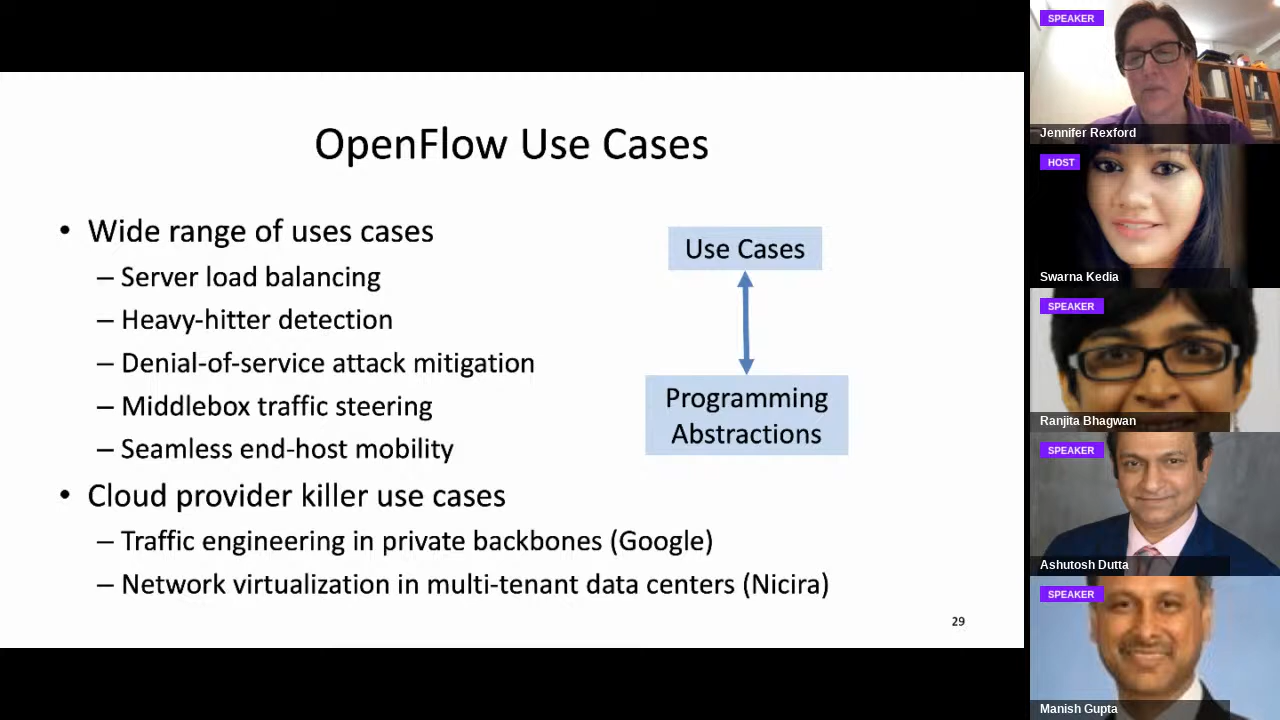 OpenFlow Use Cases
• Wide range of uses cases
– Server load balancing
– Heavy-hitter detection
– Denial-of-service attack mitigation
– Middlebox traffic steering
– Seamless end-host mobility
• Cloud provider killer use cases
– Traffic engineering in private backbones (Google)
– Network virtualization in multi-tenant data centers (Nicira)
Use Cases
Programming
Abstractions
29
SPEAKER
Jennifer Rexford
HOST
Swarna Kedia
SPEAKER
Ranjita Bhagwan
SPEAKER
Ashutosh Dutta
SPEAKER
Manish Gupta